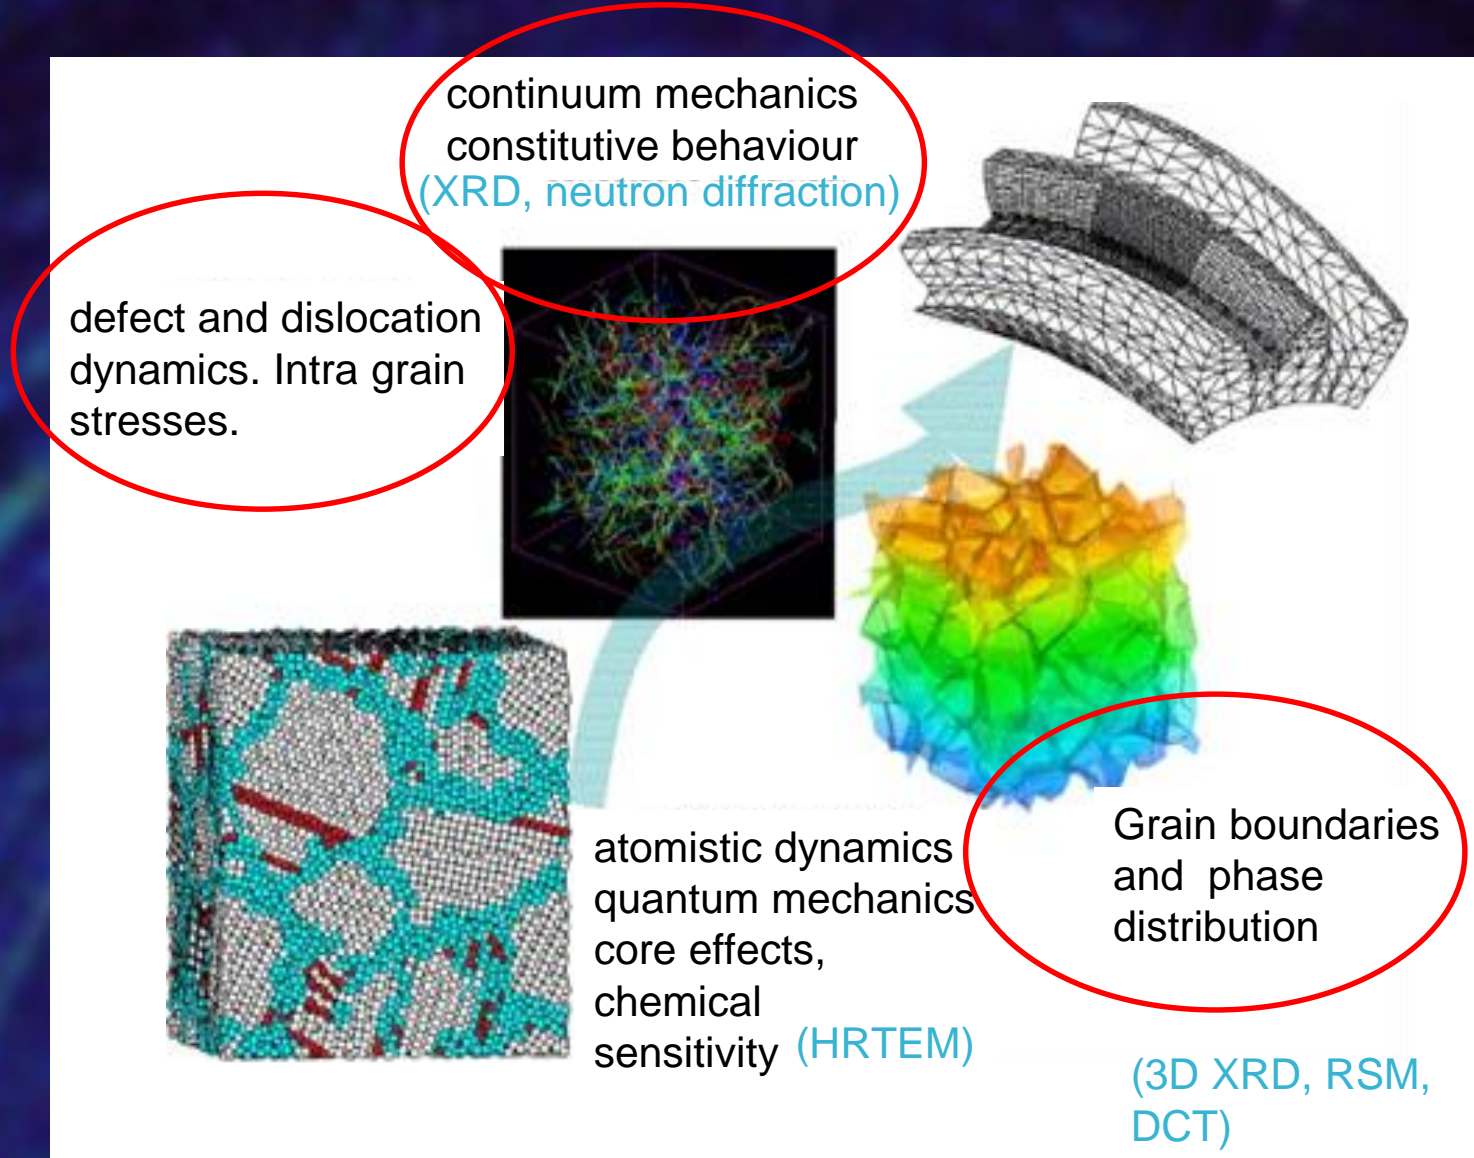 continuum mechanics
constitutive behaviour
(XRD, neutron diffraction)
defect and dislocation
dynamics. Intra grain
stresses.
atomistic dynamics
quantum mechanics
core effects,
chemical
sensitivity (HRTEM)
Grain boundaries
and phase
distribution
(3D XRD, RSM,
DCT)